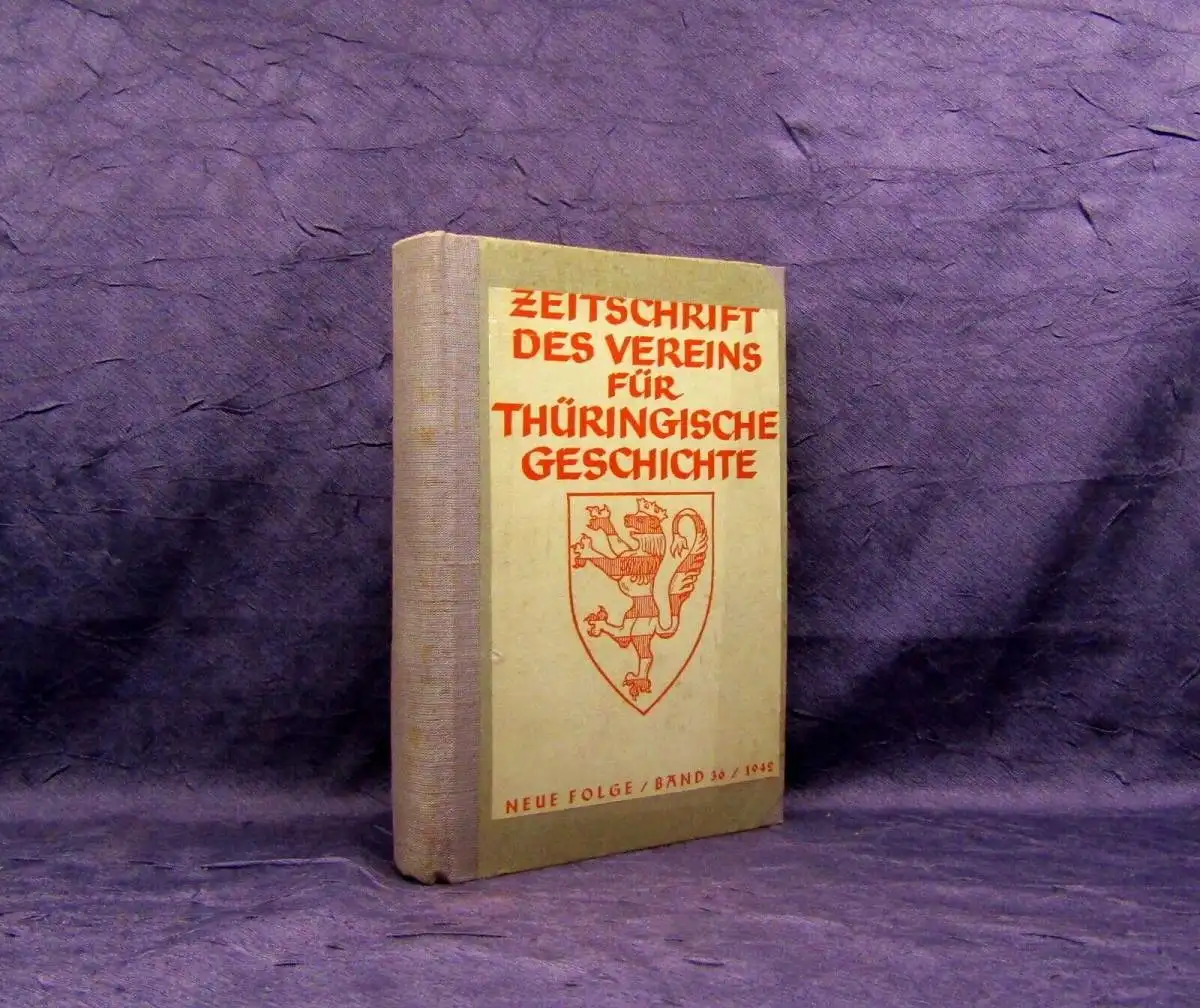 ZEITSCHRIFT
DES VEREINS
FÜR
THÜRINGISCHE
GESCHICHTE
NEUE FOLGE / BAND 36 / 1942